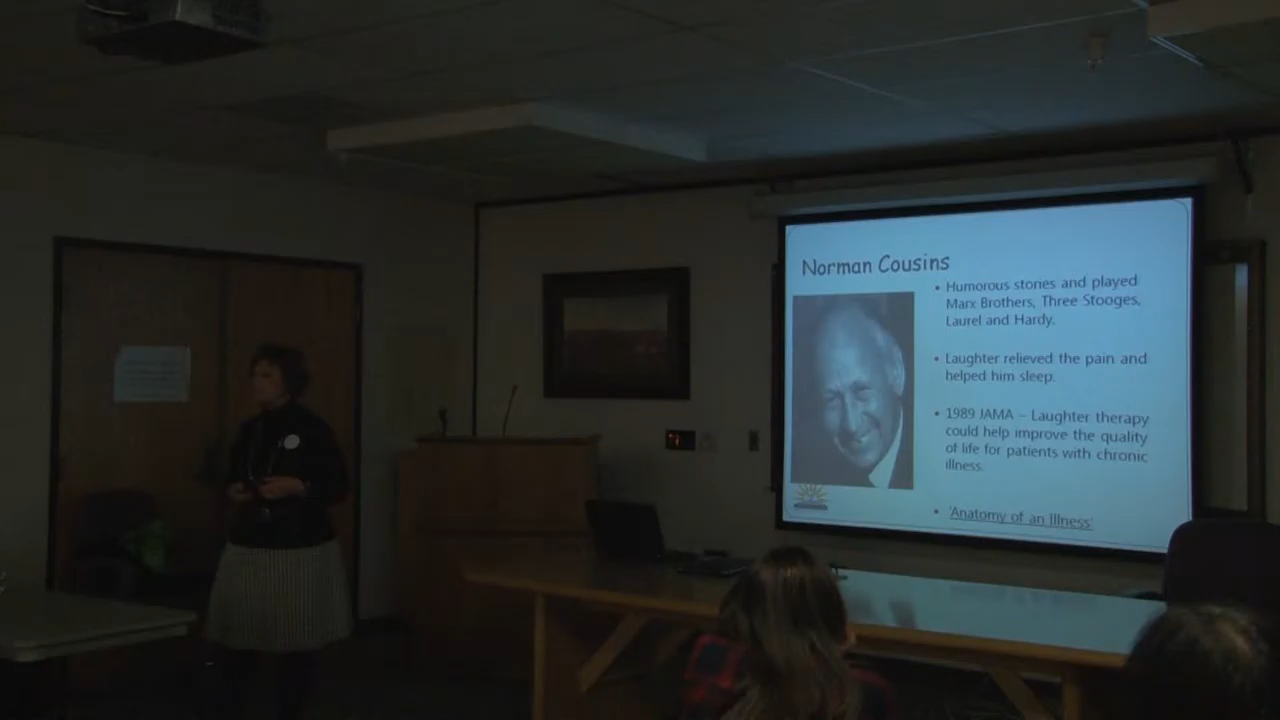 Norman Cousins
• Humorous stories and played
Marx Brothers, Three Stooges,
Laurel and Hardy.
• Laughter relieved the pain and
helped him sleep.
• 1989 JAMA – Laughter therapy
could help improve the quality
of life for patients with chronic
illness.
• 'Anatomy of an Illness'